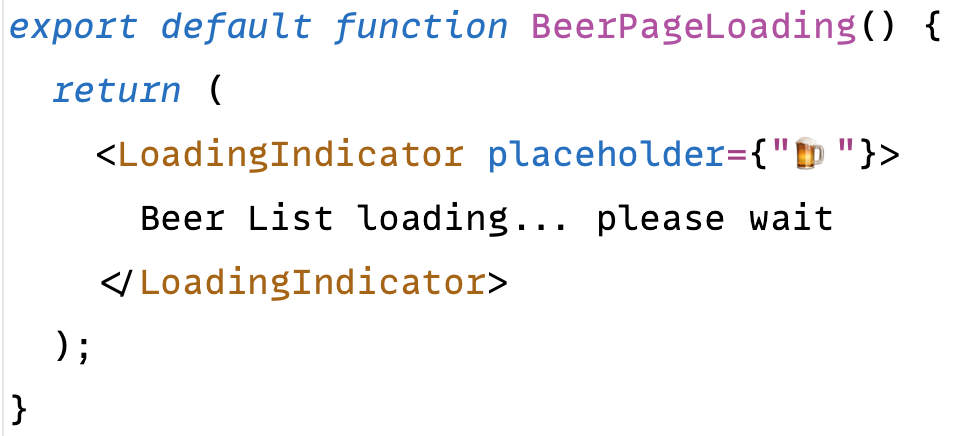 export default function BeerPageLoading() {
return (
<LoadingIndicator placeholder={"🍺"}>
Beer List loading... please wait
</LoadingIndicator>
);
}